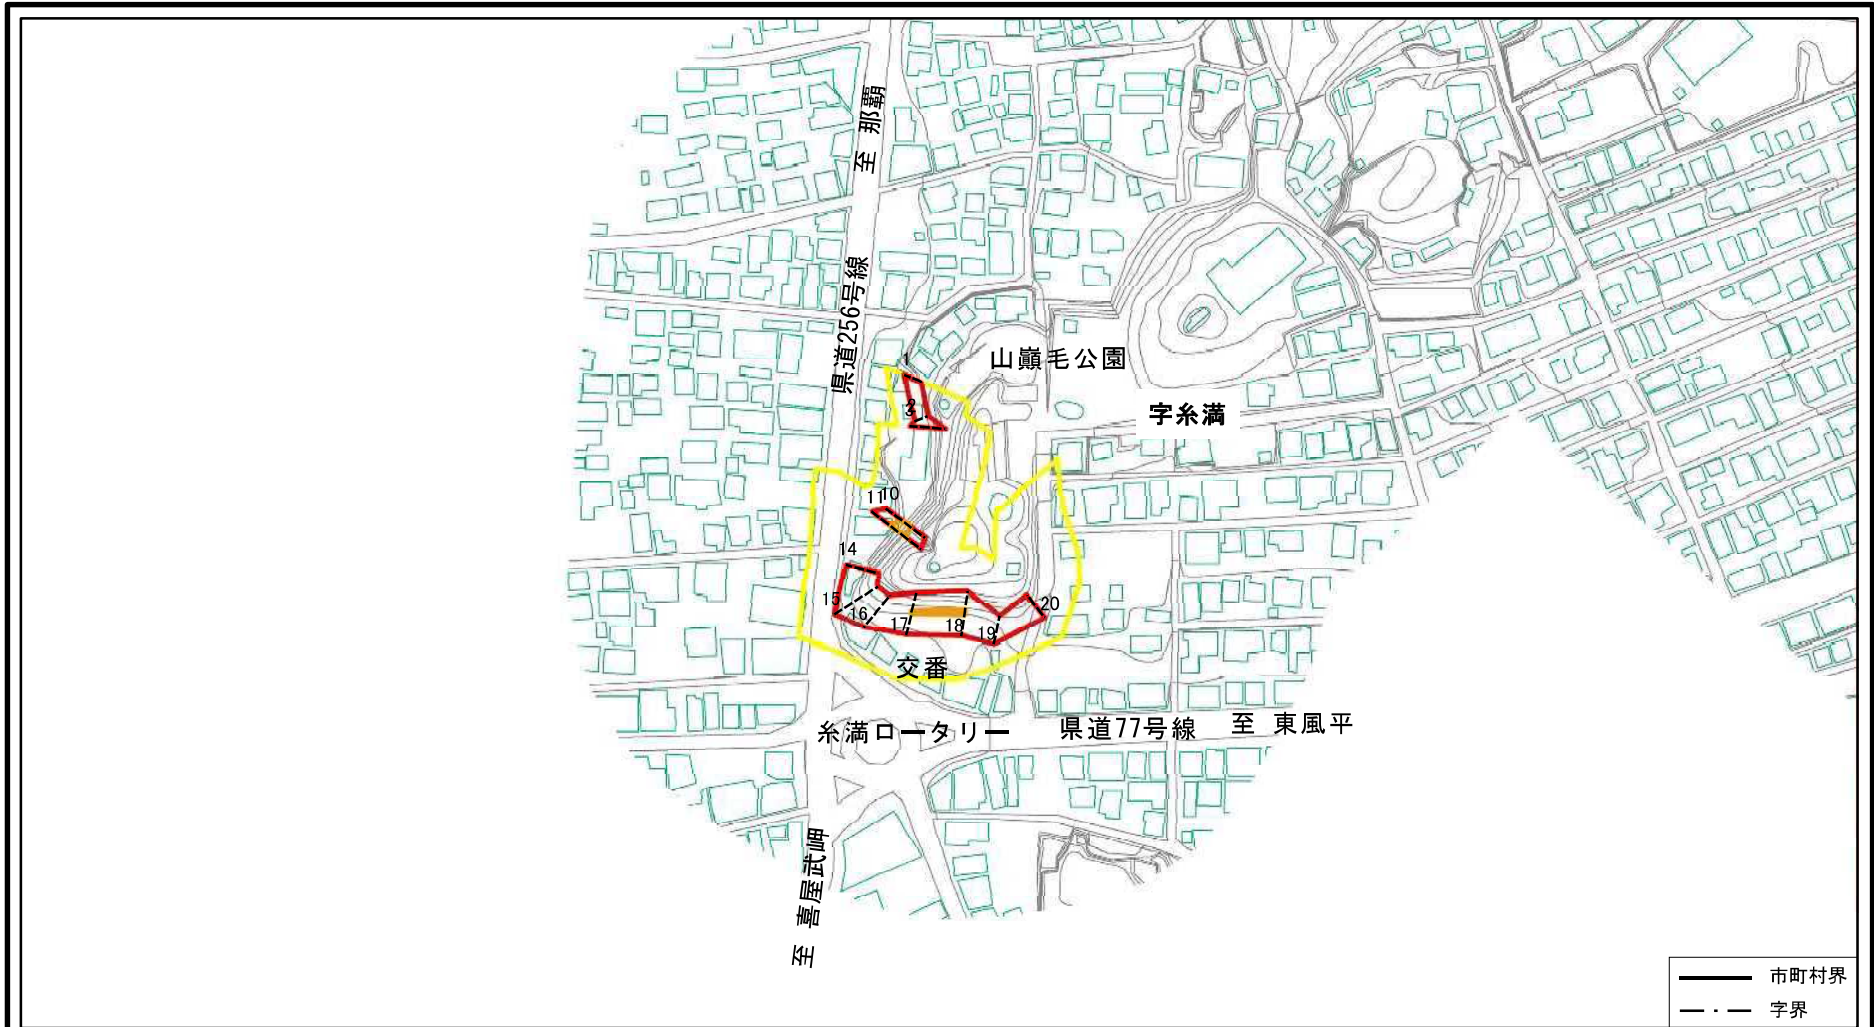 至 那覇
県道256号線
山巓毛公園
字糸満
1
2
3
11
10
14
15
16
17
18
19
20
交番
糸満ロータリー
県道77号線
至 東風平
至 喜屋武岬
市町村界
字界